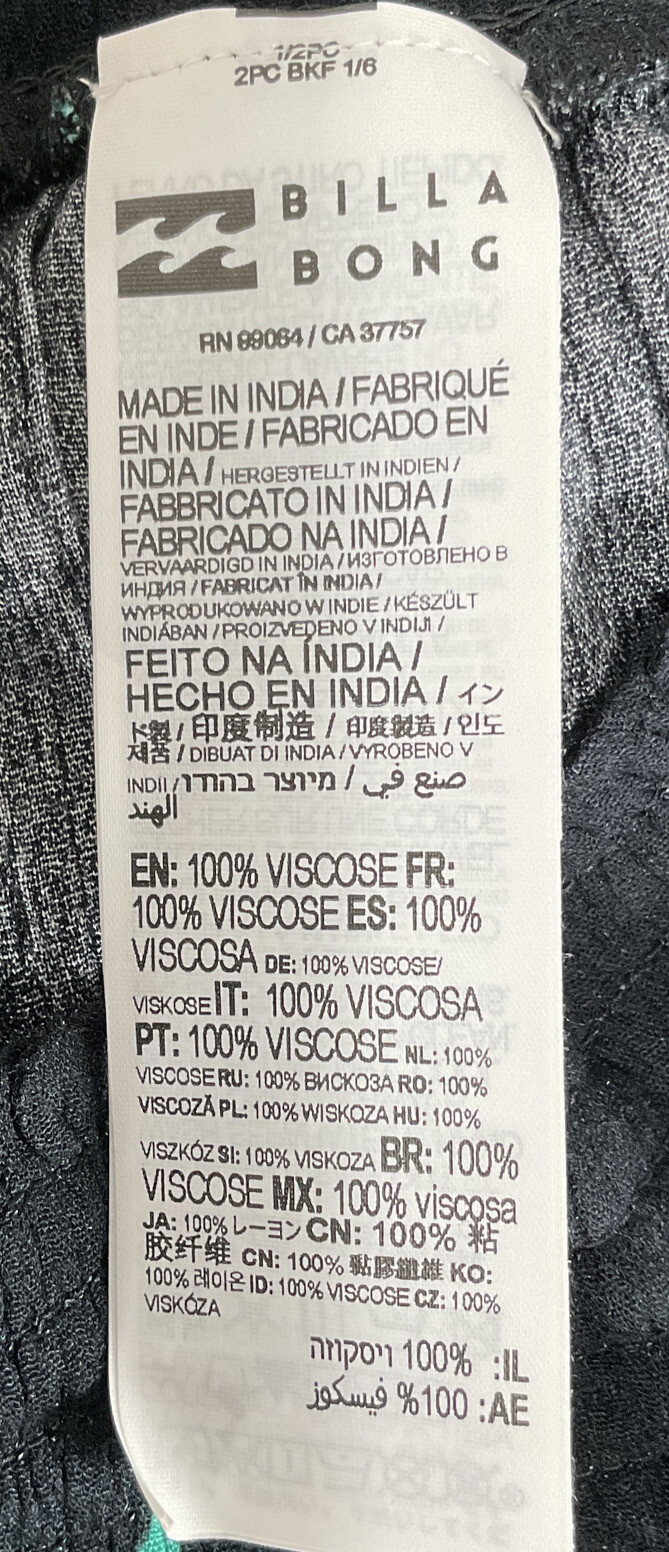 1/2PC
2PC BKF 1/6
BILLA
BONG
RN 99064 / CA 37757
MADE IN INDIA / FABRIQUÉ
EN INDE / FABRICADO EN
INDIA / HERGESTELLT IN INDIEN /
FABBRICATO IN INDIA /
FABRICADO NA INDIA /
VERVAARDIGD IN INDIA / ИЗГОТОВЛЕНО В
ИНДИЯ / FABRICAT ÎN INDIA /
WYPRODUKOWANO W INDIE / KÉSZÜLT
INDIÁBAN / PROIZVEDENO V INDIJI /
FEITO NA ÍNDIA /
HECHO EN INDIA / イン
ド製 / 印度制造 / 印度製造 / 인도
제품 / DIBUAT DI INDIA / VYROBENO V
INDII / מיוצר בהודו / صنع في
الهند
EN: 100% VISCOSE FR:
100% VISCOSE ES: 100%
VISCOSA DE: 100% VISCOSE/
VISKOSE IT: 100% VISCOSA
PT: 100% VISCOSE NL: 100%
VISCOSE RU: 100% ВИСКОЗА RO: 100%
VISCOZĂ PL: 100% WISKOZA HU: 100%
VISZKÓZ SI: 100% VISKOZA BR: 100%
VISCOSE MX: 100% viscosa
JA: 100% レーヨン CN: 100% 粘
胶纤维 CN: 100% 黏膠纖維 KO:
100% 레이온 ID: 100% VISCOSE CZ: 100%
VISKÓZA
IL: 100% ויסקוזה
AE: 100% فيسكوز